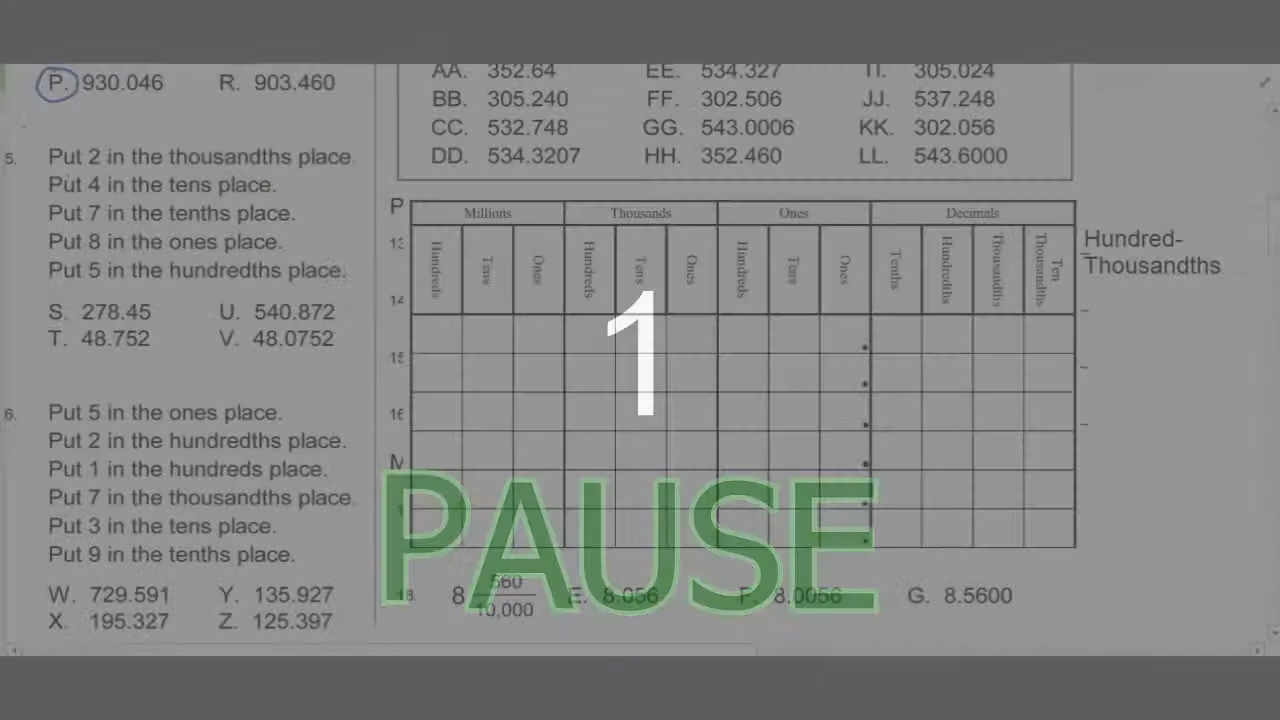 P. 930.046 R. 903.460
5. Put 2 in the thousandths place
Put 4 in the tens place.
Put 7 in the tenths place.
Put 8 in the ones place.
Put 5 in the hundredths place.
S. 278.45 U. 540.872
T. 48.752 V. 48.0752
6. Put 5 in the ones place.
Put 2 in the hundredths place.
Put 1 in the hundreds place.
Put 7 in the thousandths place.
Put 3 in the tens place.
Put 9 in the tenths place.
W. 729.591 Y. 135.927
X. 195.327 Z. 125.397
AA. 352.64 EE. 534.327 II. 305.024
BB. 305.240 FF. 302.506 JJ. 537.248
CC. 532.748 GG. 543.0006 KK. 302.056
DD. 534.3207 HH. 352.460 LL. 543.6000
P
Millions Thousands Ones Decimals
Hundreds Tens Ones Hundreds Tens Ones Hundreds Tens Ones Tenths Hundredths Thousandths Ten Thousandths
Hundred-
Thousandths
13
14
15
16
M
1
PAUSE
18. 8 560/10,000 E. 8.056 F. 8.0056 G. 8.5600